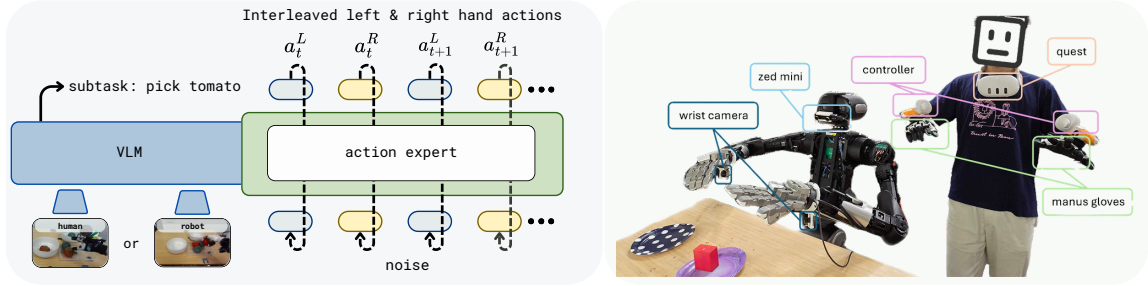 Interleaved left & right hand actions
a_t^L a_t^R a_{t+1}^L a_{t+1}^R
subtask: pick tomato
VLM
action expert
human
or
robot
noise
quest
controller
zed mini
wrist camera
manus gloves